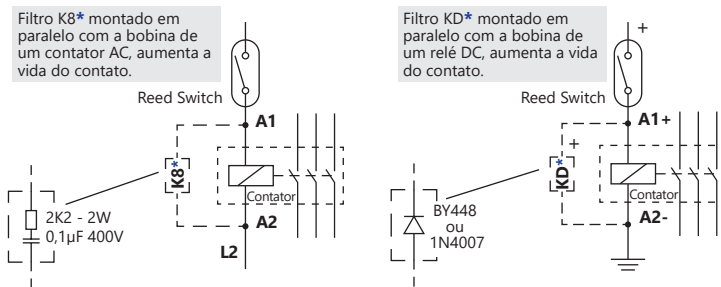 Filtro K8* montado em
paralelo com a bobina de
um contator AC, aumenta a
vida do contato.
Reed Switch
A1
K8*
Contator
A2
L2
2K2 - 2W
0,1µF 400V
Filtro KD* montado em
paralelo com a bobina de
um relé DC, aumenta a vida
do contato.
+
Reed Switch
A1+
+
KD*
Contator
A2-
BY448
ou
1N4007